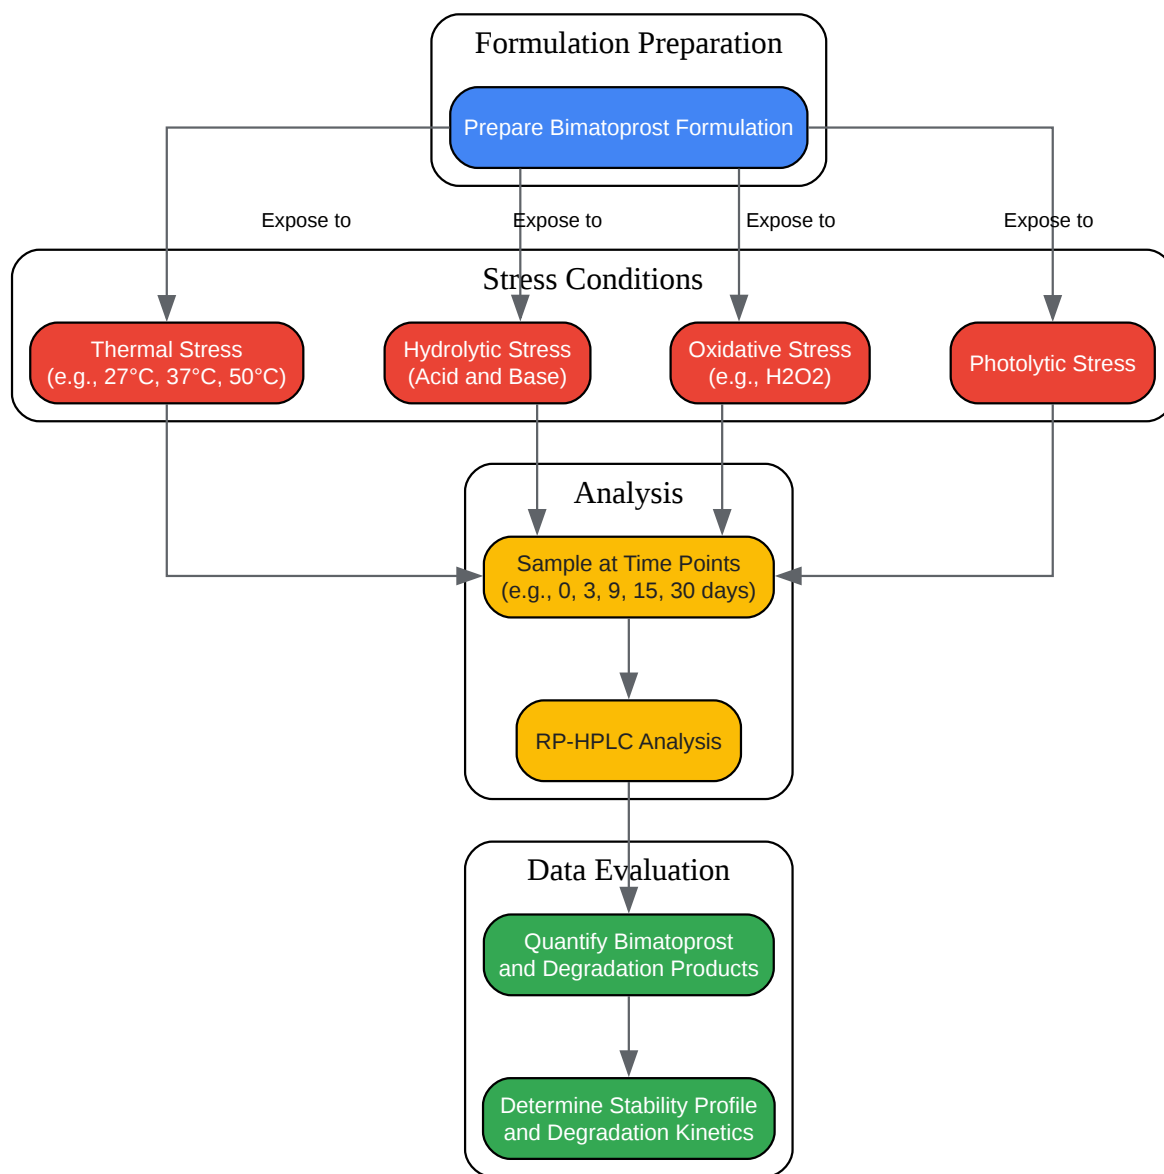 Formulation Preparation
Prepare Bimatoprost Formulation
Expose to
Expose to
Expose to
Expose to
Stress Conditions
Thermal Stress
(e.g., 27°C, 37°C, 50°C)
Hydrolytic Stress
(Acid and Base)
Oxidative Stress
(e.g., H2O2)
Photolytic Stress
Analysis
Sample at Time Points
(e.g., 0, 3, 9, 15, 30 days)
RP-HPLC Analysis
Data Evaluation
Quantify Bimatoprost
and Degradation Products
Determine Stability Profile
and Degradation Kinetics